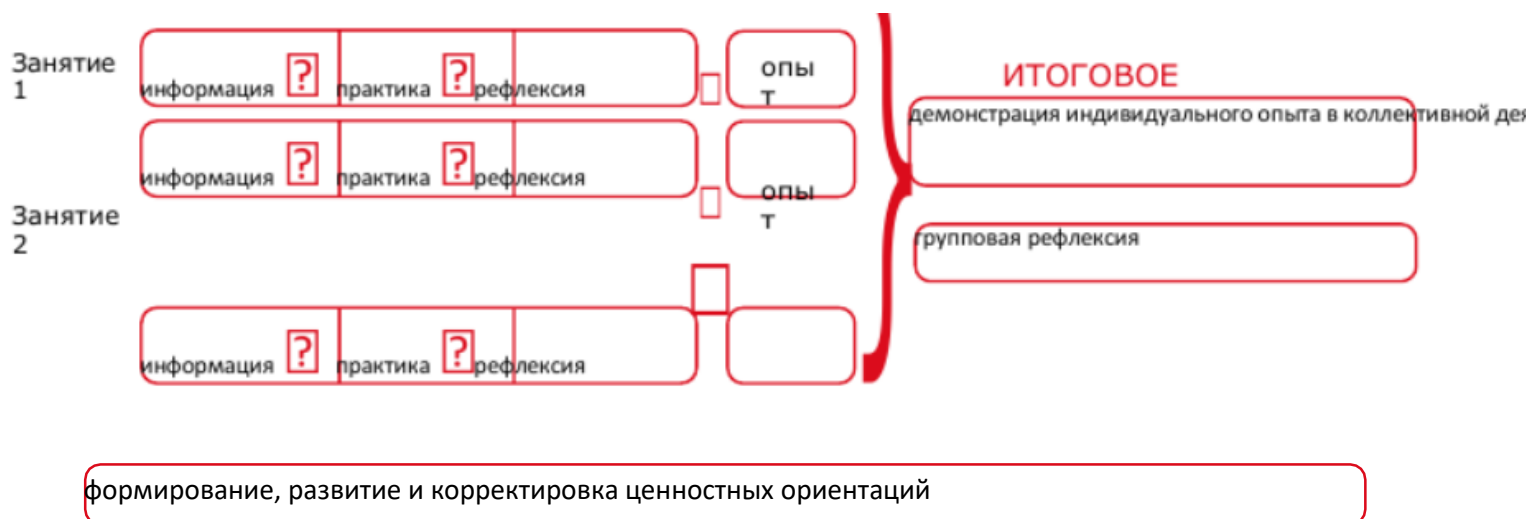 Занятие
1
информация практика рефлексия
опы
т
информация практика рефлексия
опы
т
Занятие
2
информация практика рефлексия
ИТОГОВОЕ
демонстрация индивидуального опыта в коллективной
групповая рефлексия
формирование, развитие и корректировка ценностных ориентаций